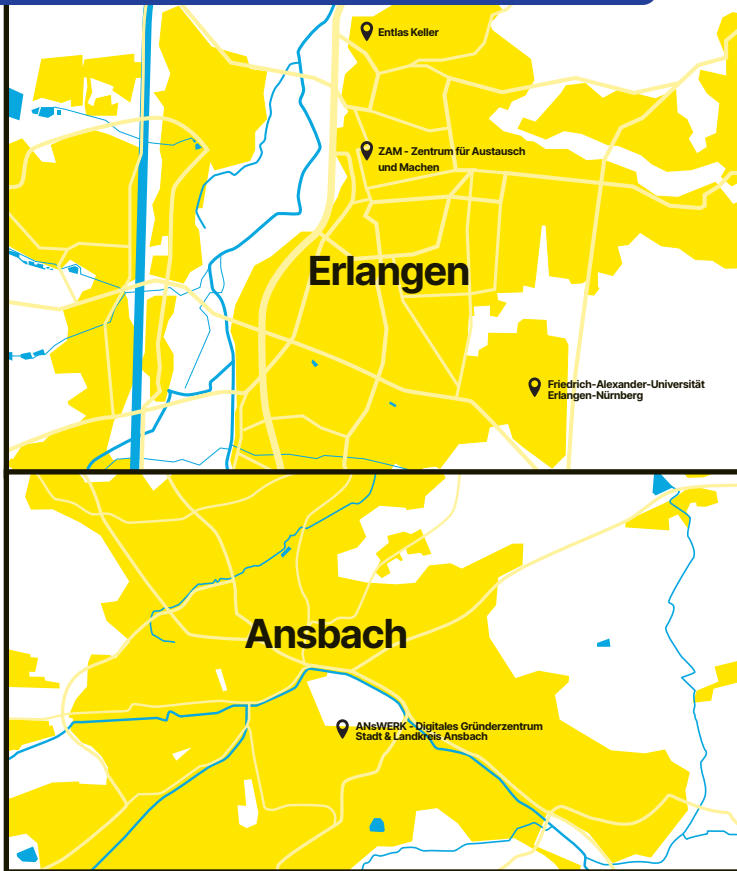 Entlas Keller
ZAM - Zentrum für Austausch
und Machen
Erlangen
Friedrich-Alexander-Universität
Erlangen-Nürnberg
Ansbach
ANsWERK - Digitales Gründerzentrum
Stadt & Landkreis Ansbach